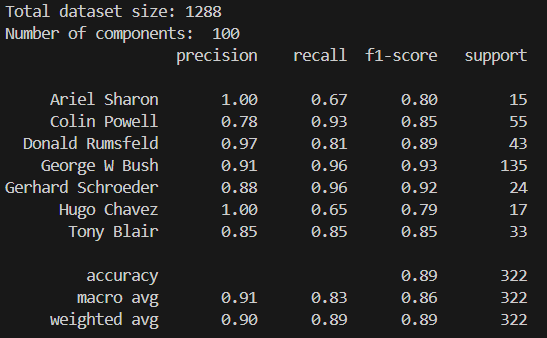 Total dataset size: 1288
Number of components:  100
precision    recall  f1-score   support
Ariel Sharon       1.00      0.67      0.80        15
Colin Powell       0.78      0.93      0.85        55
Donald Rumsfeld       0.97      0.81      0.89        43
George W Bush       0.91      0.96      0.93       135
Gerhard Schroeder       0.88      0.96      0.92        24
Hugo Chavez       1.00      0.65      0.79        17
Tony Blair       0.85      0.85      0.85        33
accuracy                           0.89       322
macro avg       0.91      0.83      0.86       322
weighted avg       0.90      0.89      0.89       322